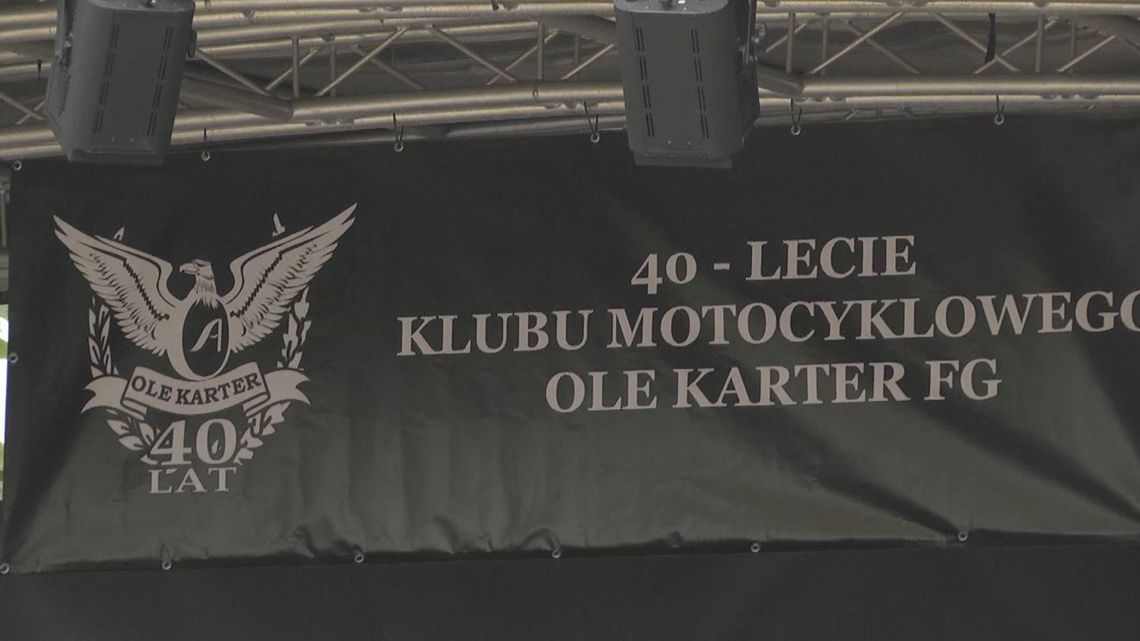 A
OLE KARTER
40
LAT
40 - LECIE
KLUBU MOTOCYKLOWEGO
OLE KARTER FG